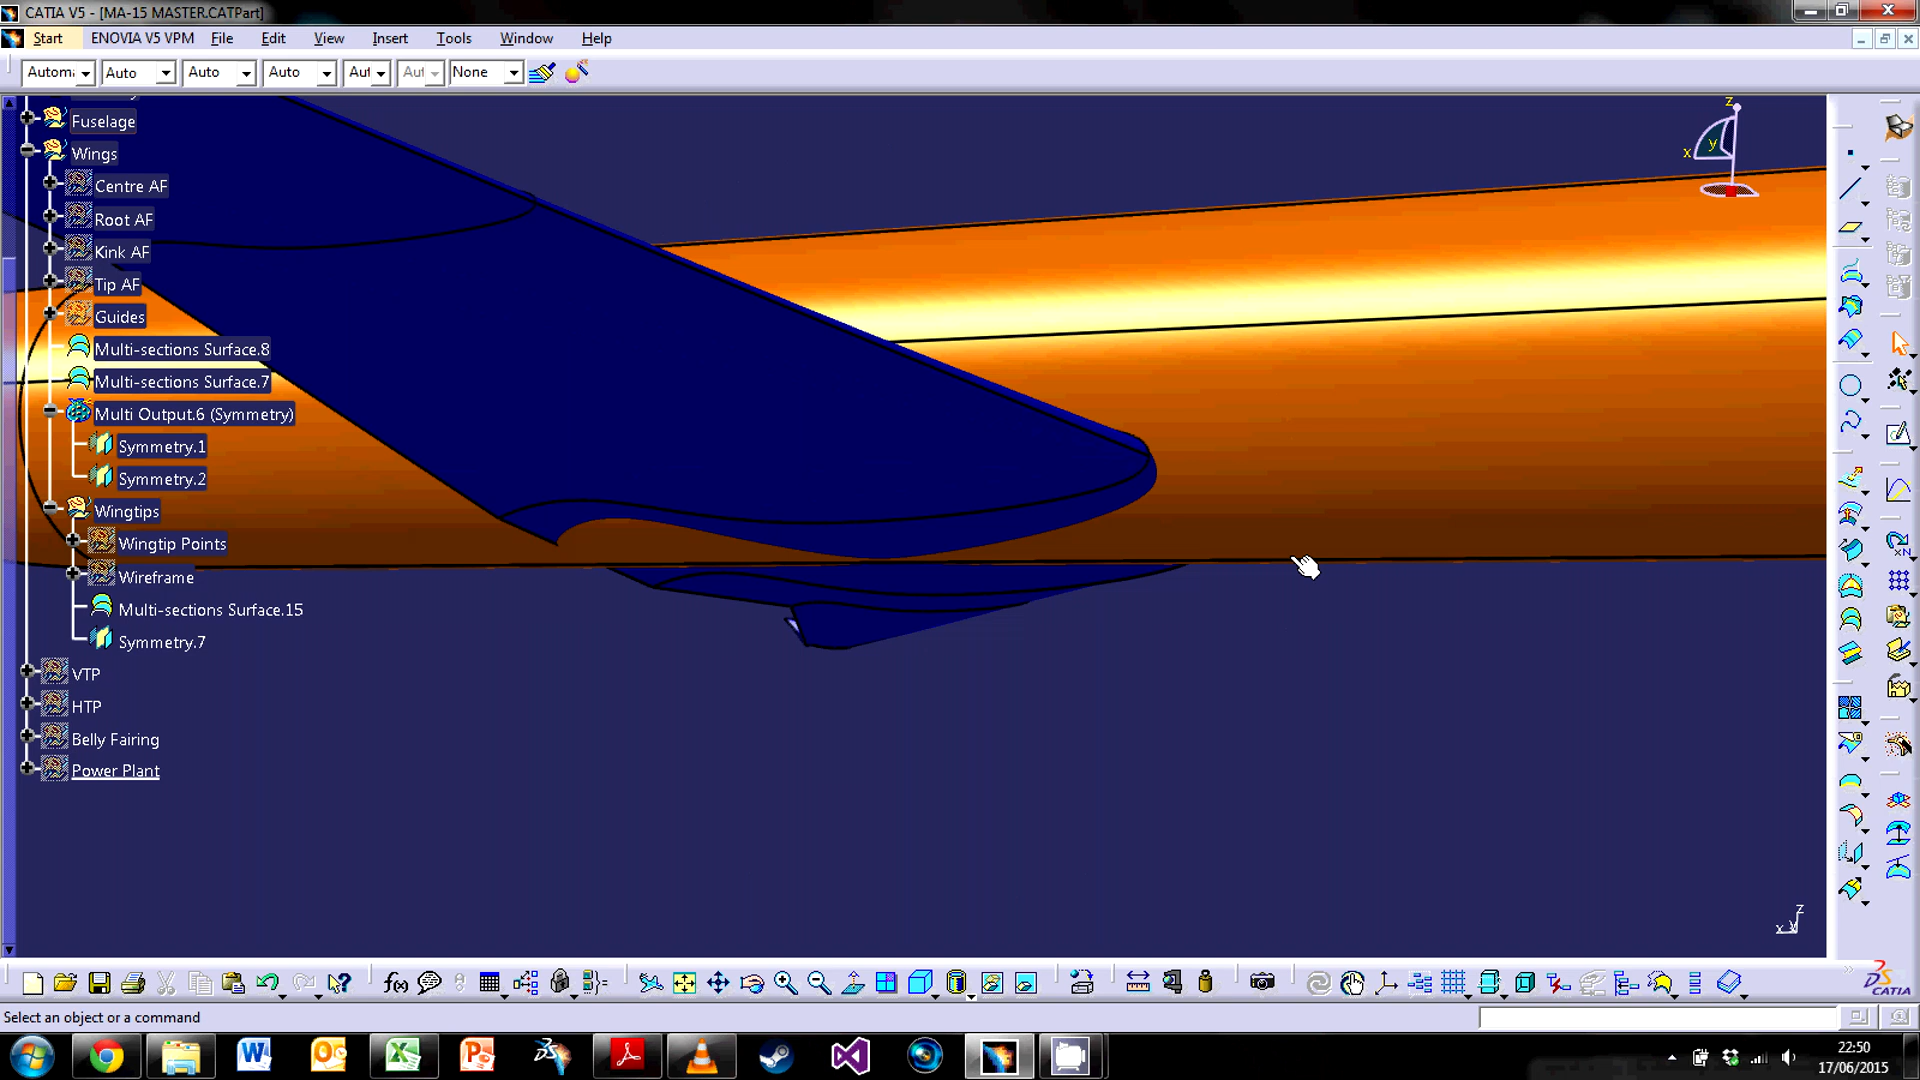 CATIA V5 - [MA-15 MASTER.CATPart]
Start ENOVIA V5 VPM File Edit View Insert Tools Window Help
Auto Auto Auto None
Fuselage
Wings
Centre AF
Root AF
Kink AF
Tip AF
Guides
Multi-sections Surface.8
Multi-sections Surface.7
Multi Output.6 (Symmetry)
Symmetry.1
Symmetry.2
Wingtips
Wingtip Points
Wireframe
Multi-sections Surface.15
Symmetry.7
VTP
HTP
Belly Fairing
Power Plant
z
x y
z
x y
f(x)
CATIA
Select an object or a command
22:50
17/06/2015